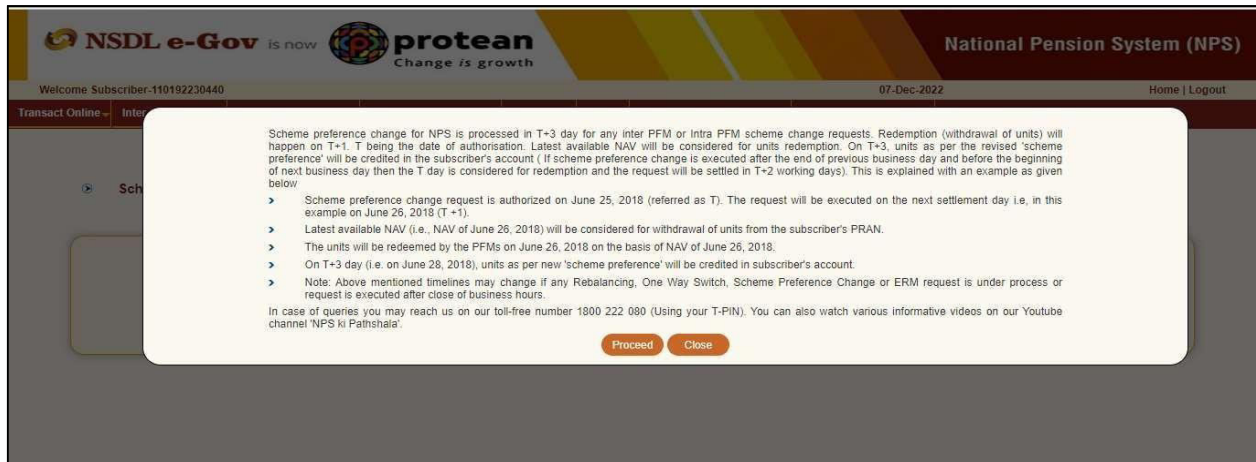 NSDL e-Gov is now protean
Change is growth
National Pension System (NPS)
Welcome Subscriber-110192230440
07-Dec-2022
Home | Logout
Transact Online
Inter
Sch
Scheme preference change for NPS is processed in T+3 day for any inter PFM or Intra PFM scheme change requests. Redemption (withdrawal of units) will
happen on T+1. T being the date of authorisation. Latest available NAV will be considered for units redemption. On T+3, units as per the revised 'scheme
preference' will be credited in the subscriber's account ( If scheme preference change is executed after the end of previous business day and before the beginning
of next business day then the T day is considered for redemption and the request will be settled in T+2 working days). This is explained with an example as given
below
Scheme preference change request is authorized on June 25, 2018 (referred as T). The request will be executed on the next settlement day i.e, in this
example on June 26, 2018 (T +1).
Latest available NAV (i.e., NAV of June 26, 2018) will be considered for withdrawal of units from the subscriber's PRAN.
The units will be redeemed by the PFMs on June 26, 2018 on the basis of NAV of June 26, 2018.
On T+3 day (i.e. on June 28, 2018), units as per new 'scheme preference' will be credited in subscriber's account.
Note: Above mentioned timelines may change if any Rebalancing, One Way Switch, Scheme Preference Change or ERM request is under process or
request is executed after close of business hours.
In case of queries you may reach us on our toll-free number 1800 222 080 (Using your T-PIN). You can also watch various informative videos on our Youtube
channel 'NPS ki Pathshala'.
Proceed Close